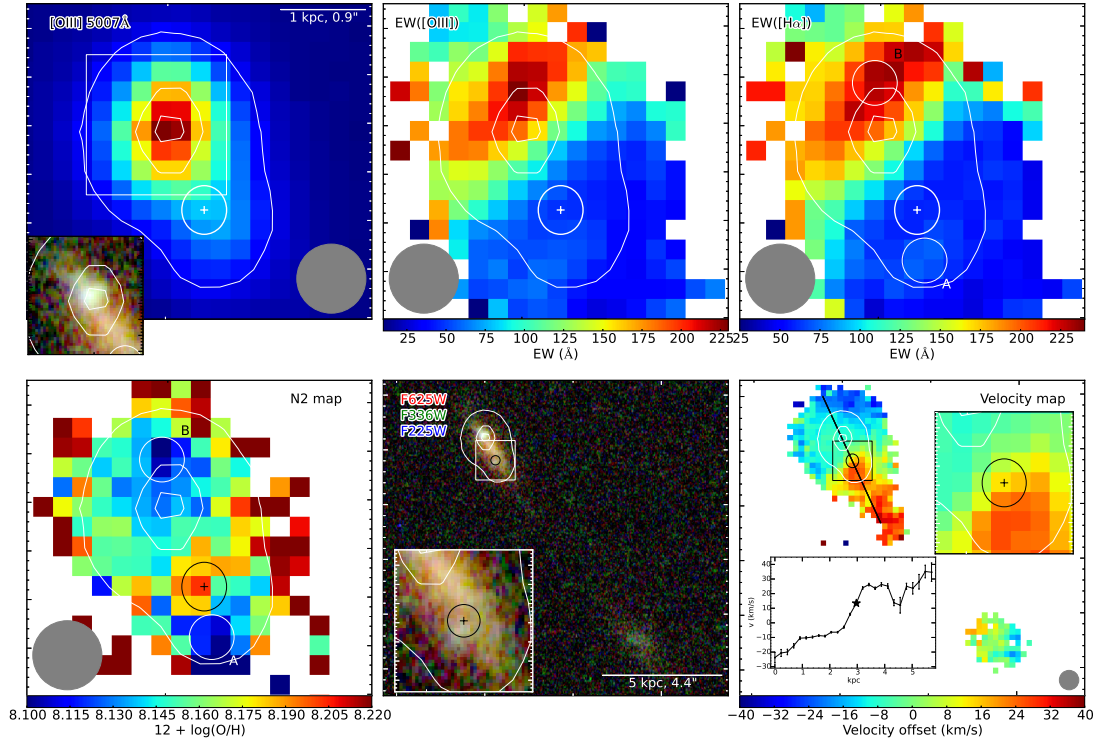 [OIII] 5007Å
1 kpc, 0.9"
EW([OIII])
EW([Hα])
B
A
25 50 75 100 125 150 175 200 225
EW (Å)
25 50 75 100 125 150 175 200 225
EW (Å)
N2 map
B
A
8.100 8.115 8.130 8.145 8.160 8.175 8.190 8.205 8.220
12 + log(O/H)
F625W
F336W
F225W
5 kpc, 4.4"
Velocity map
40
30
20
10
0
−10
−20
−30
v (km/s)
0 1 2 3 4 5
kpc
−40 −32 −24 −16 −8 0 8 16 24 32 40
Velocity offset (km/s)